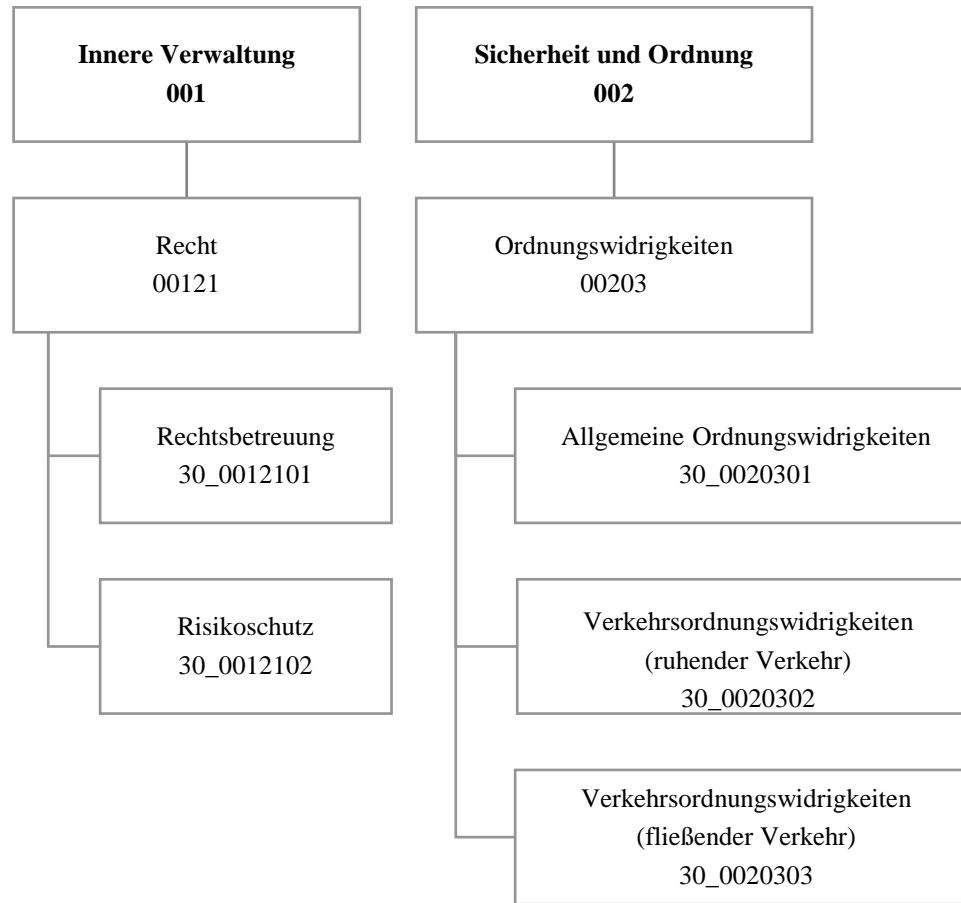 Innere Verwaltung
001
Sicherheit und Ordnung
002
Recht
00121
Ordnungswidrigkeiten
00203
Rechtsbetreuung
30_0012101
Allgemeine Ordnungswidrigkeiten
30_0020301
Risikoschutz
30_0012102
Verkehrsordnungswidrigkeiten
(ruhender Verkehr)
30_0020302
Verkehrsordnungswidrigkeiten
(fließender Verkehr)
30_0020303